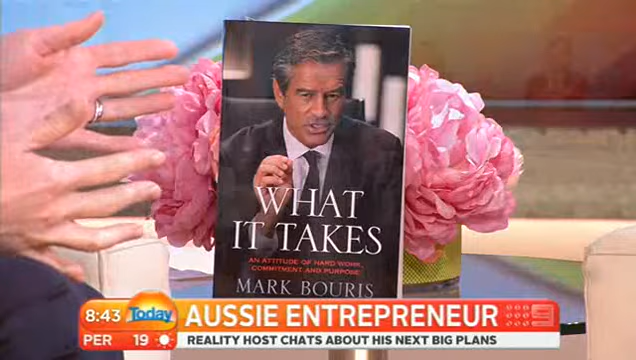 WHAT
IT TAKES
AN ATTITUDE OF HARD WORK,
COMMITMENT AND PURPOSE
MARK BOURIS
8:43 Today AUSSIE ENTREPRENEUR
PER 19 REALITY HOST CHATS ABOUT HIS NEXT BIG PLANS